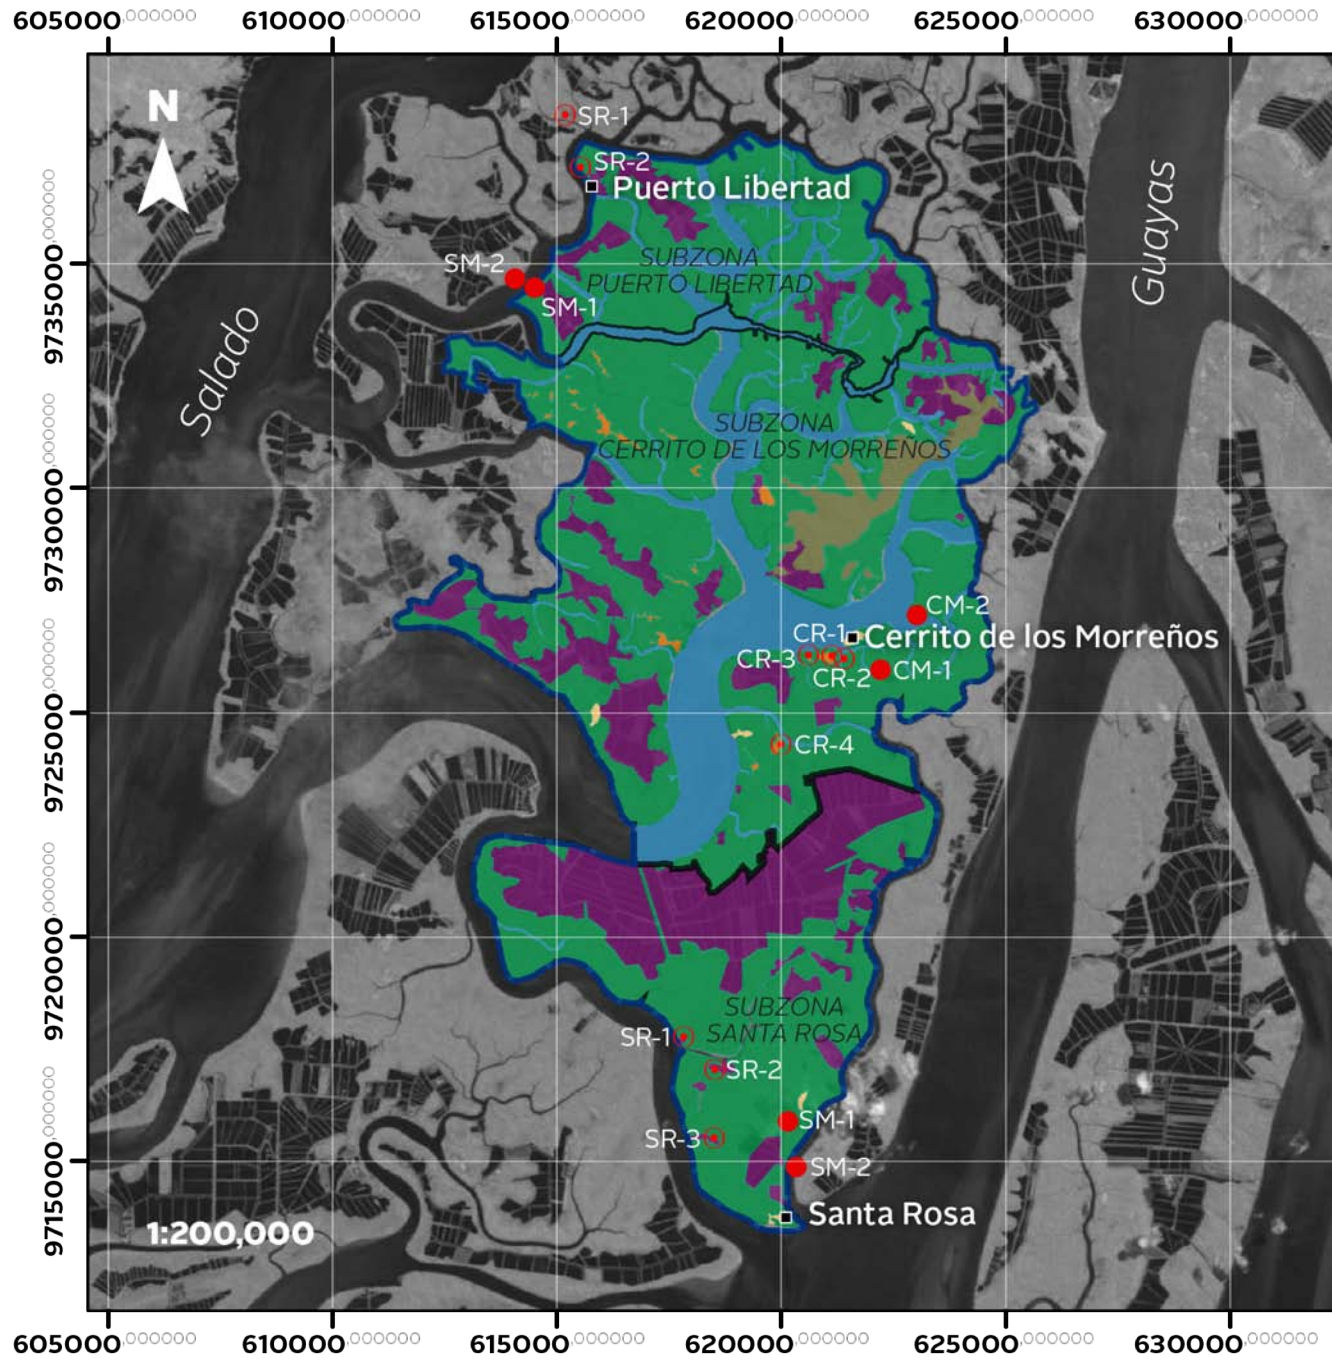 605000,000000 610000,000000 615000,000000 620000,000000 625000,000000 630000,000000
N
SR-1
SR-2
Puerto Libertad
Guayas
9735000,000000
SUBZONA
PUERTO LIBERTAD
SM-2
SM-1
Salado
SUBZONA
CERRITO DE LOS MORREÑOS
9730000,000000
CM-2
CR-1
Cerrito de los Morreños
CR-3
CR-2
CM-1
9725000,000000
CR-4
9720000,000000
SUBZONA
SANTA ROSA
SR-1
SR-2
SM-1
SR-3
SM-2
9715000,000000
Santa Rosa
1:200,000
605000,000000 610000,000000 615000,000000 620000,000000 625000,000000 630000,000000